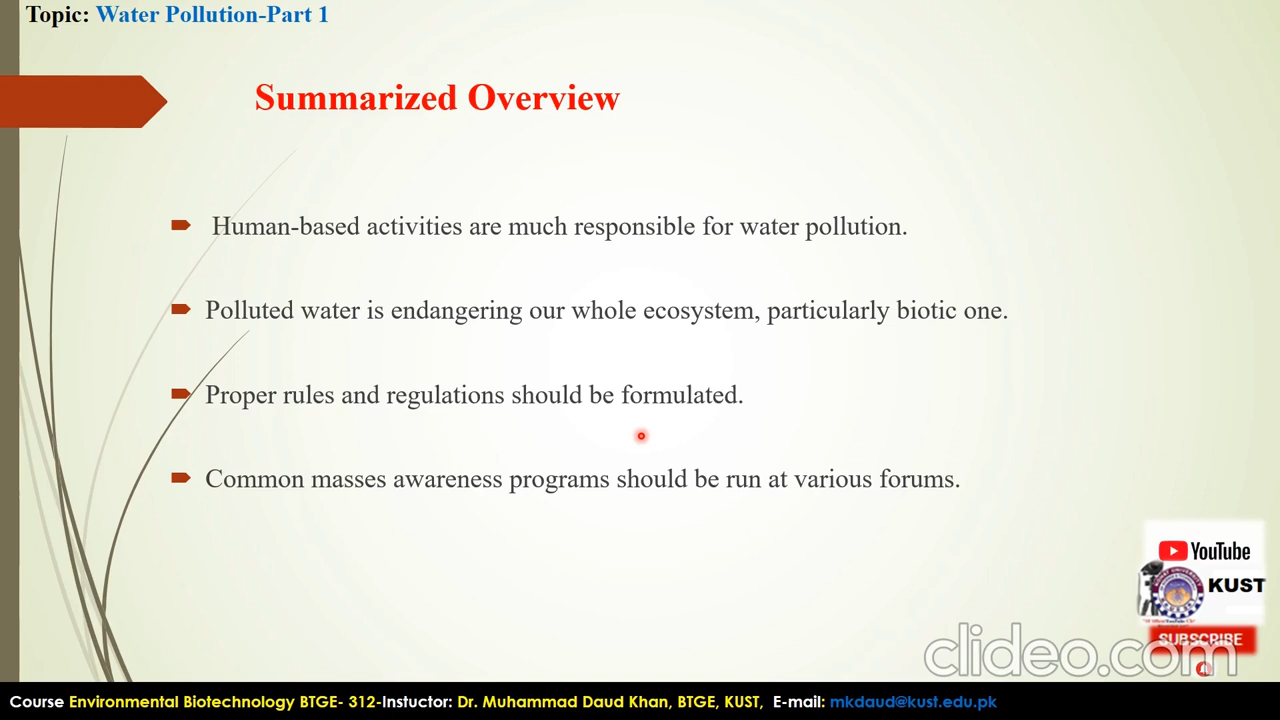 Topic: Water Pollution-Part 1
Summarized Overview
Human-based activities are much responsible for water pollution.
Polluted water is endangering our whole ecosystem, particularly biotic one.
Proper rules and regulations should be formulated.
Common masses awareness programs should be run at various forums.
YouTube
KUST
SUBSCRIBE
clideo.com
Course Environmental Biotechnology BTGE- 312-Instructor: Dr. Muhammad Daud Khan, BTGE, KUST, E-mail: mkdaud@kust.edu.pk